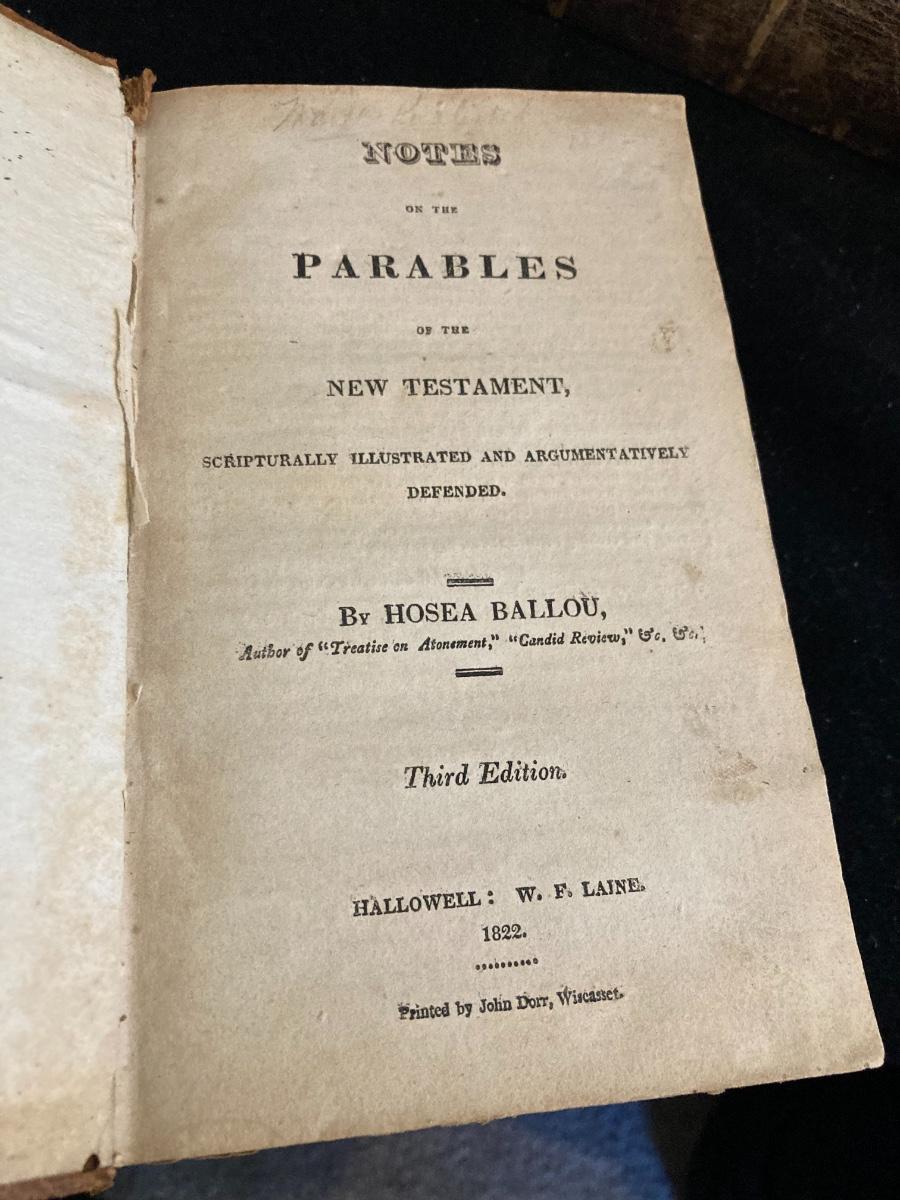 NOTES
ON THE
PARABLES
OF THE
NEW TESTAMENT,
SCRIPTURALLY ILLUSTRATED AND ARGUMENTATIVELY
DEFENDED.
By HOSEA BALLOU,
Author of "Treatise on Atonement," "Candid Review," &c. &c.
Third Edition.
HALLOWELL: W. F. LAINE.
1822.
Printed by John Dorr, Wiscasset.